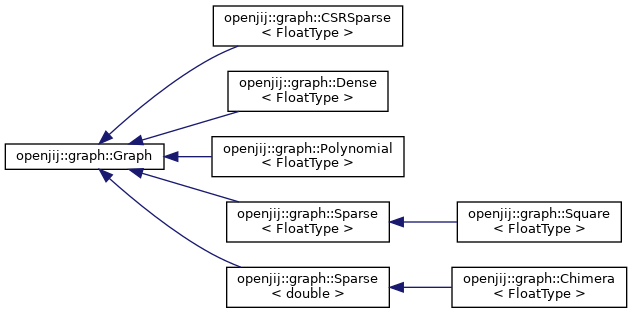 openjij::graph::CSRSparse
< FloatType >
openjij::graph::Dense
< FloatType >
openjij::graph::Graph
openjij::graph::Polynomial
< FloatType >
openjij::graph::Sparse
< FloatType >
openjij::graph::Square
< FloatType >
openjij::graph::Sparse
< double >
openjij::graph::Chimera
< FloatType >